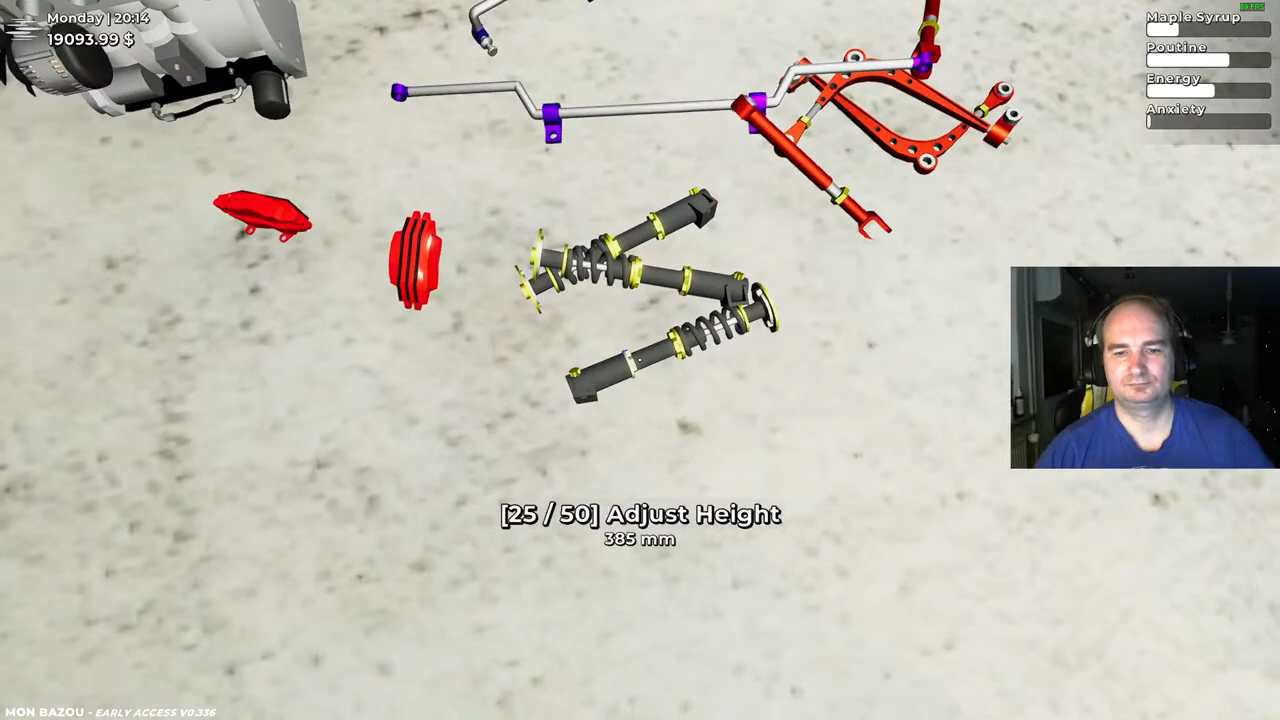 Monday | 20:14
19093.99 $
Maple Syrup
Poutine
Energy
Anxiety
[25 / 50] Adjust Height
385 mm
MON BAZOU - EARLY ACCESS V0.336